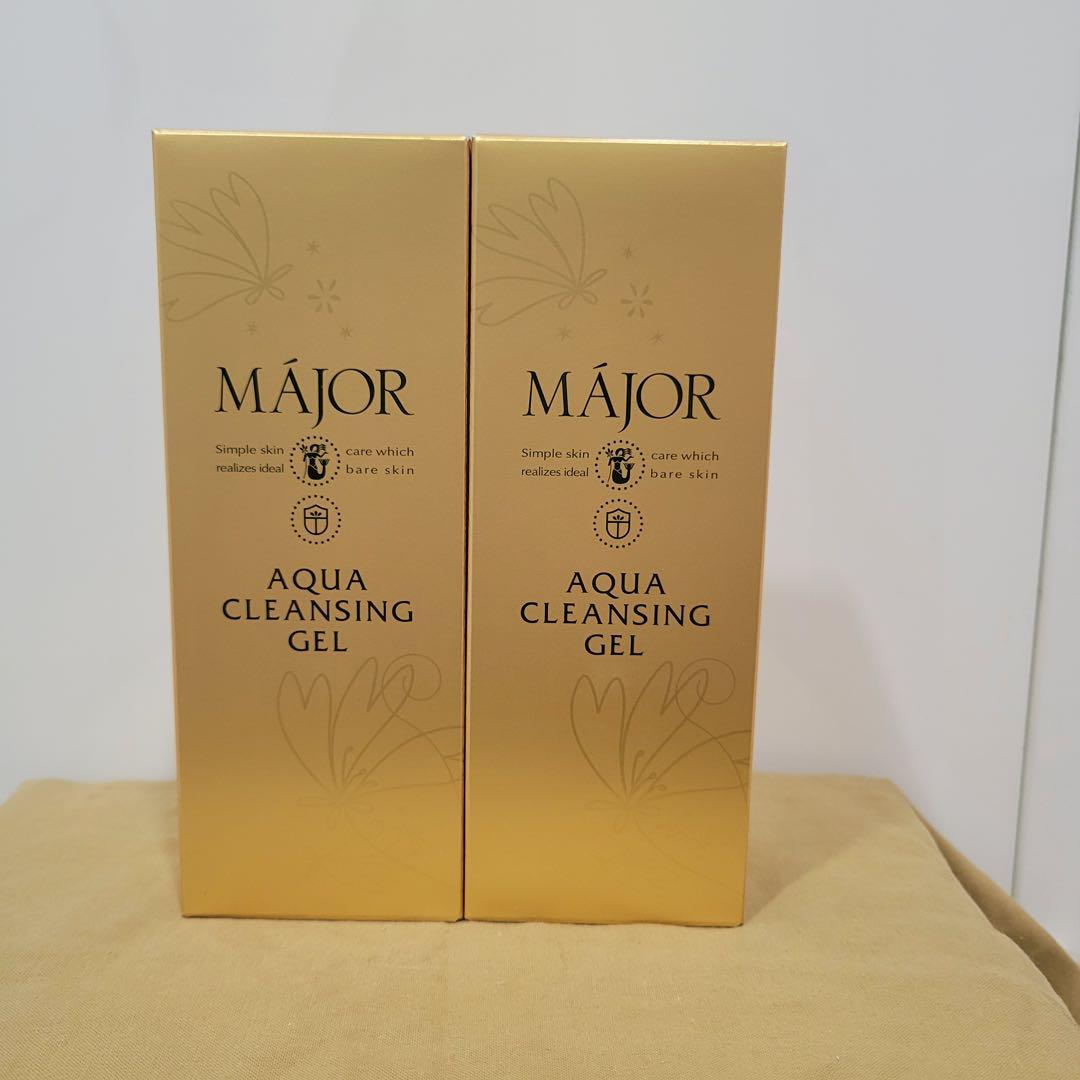 MÁJOR
Simple skin care which
realizes ideal bare skin
AQUA
CLEANSING
GEL
MÁJOR
Simple skin care which
realizes ideal bare skin
AQUA
CLEANSING
GEL